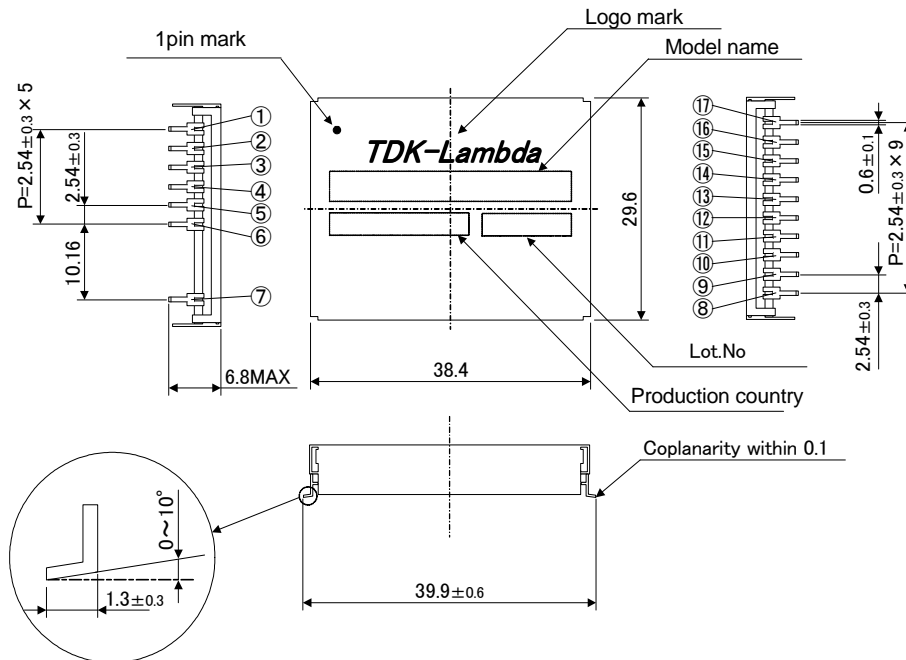 Logo mark
1pin mark
Model name
TDK-Lambda
P=2.54±0.3×5
2.54±0.3
10.16
①
②
③
④
⑤
⑥
⑦
6.8MAX
38.4
29.6
⑰
⑯
⑮
⑭
⑬
⑫
⑪
⑩
⑨
⑧
0.6±0.1
P=2.54±0.3×9
2.54±0.3
Lot.No
Production country
Coplanarity within 0.1
0~10°
1.3±0.3
39.9±0.6